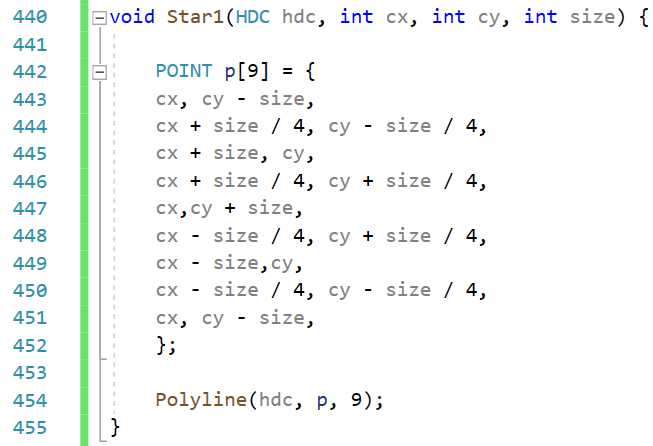 440 void Star1(HDC hdc, int cx, int cy, int size) {
441
442 POINT p[9] = {
443 cx, cy - size,
444 cx + size / 4, cy - size / 4,
445 cx + size, cy,
446 cx + size / 4, cy + size / 4,
447 cx,cy + size,
448 cx - size / 4, cy + size / 4,
449 cx - size,cy,
450 cx - size / 4, cy - size / 4,
451 cx, cy - size,
452 };
453
454 Polyline(hdc, p, 9);
455 }